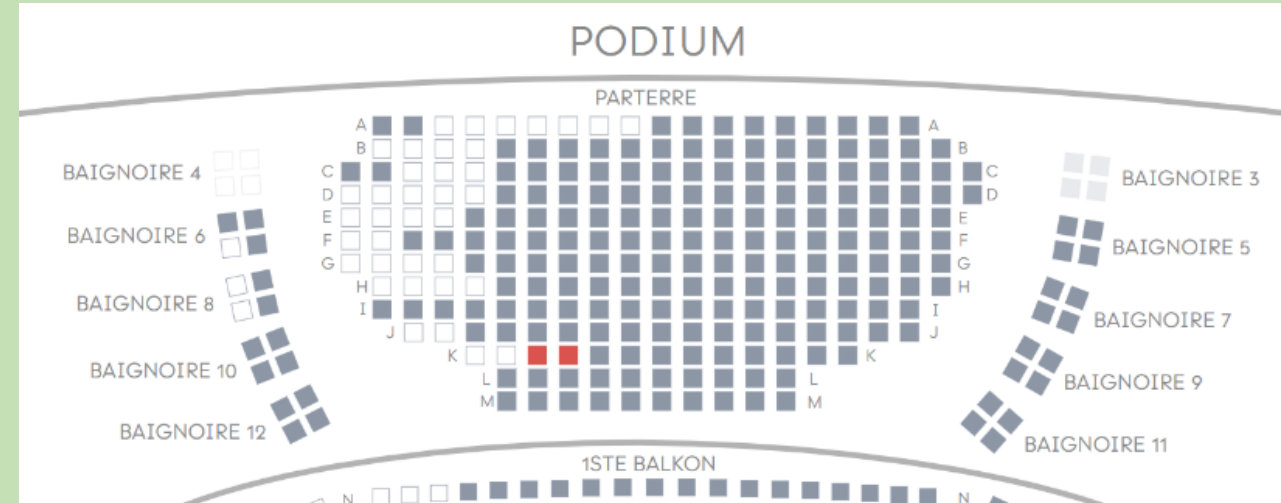 PODIUM
PARTERRE
A A
B B
C C
D D
E E
F F
G G
H H
I I
J J
K K
L L
M M
BAIGNOIRE 4
BAIGNOIRE 6
BAIGNOIRE 8
BAIGNOIRE 10
BAIGNOIRE 12
BAIGNOIRE 3
BAIGNOIRE 5
BAIGNOIRE 7
BAIGNOIRE 9
BAIGNOIRE 11
1STE BALKON
N N